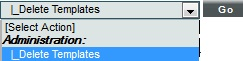 |_Delete Templates Go
[Select Action]
Administration:
|_Delete Templates